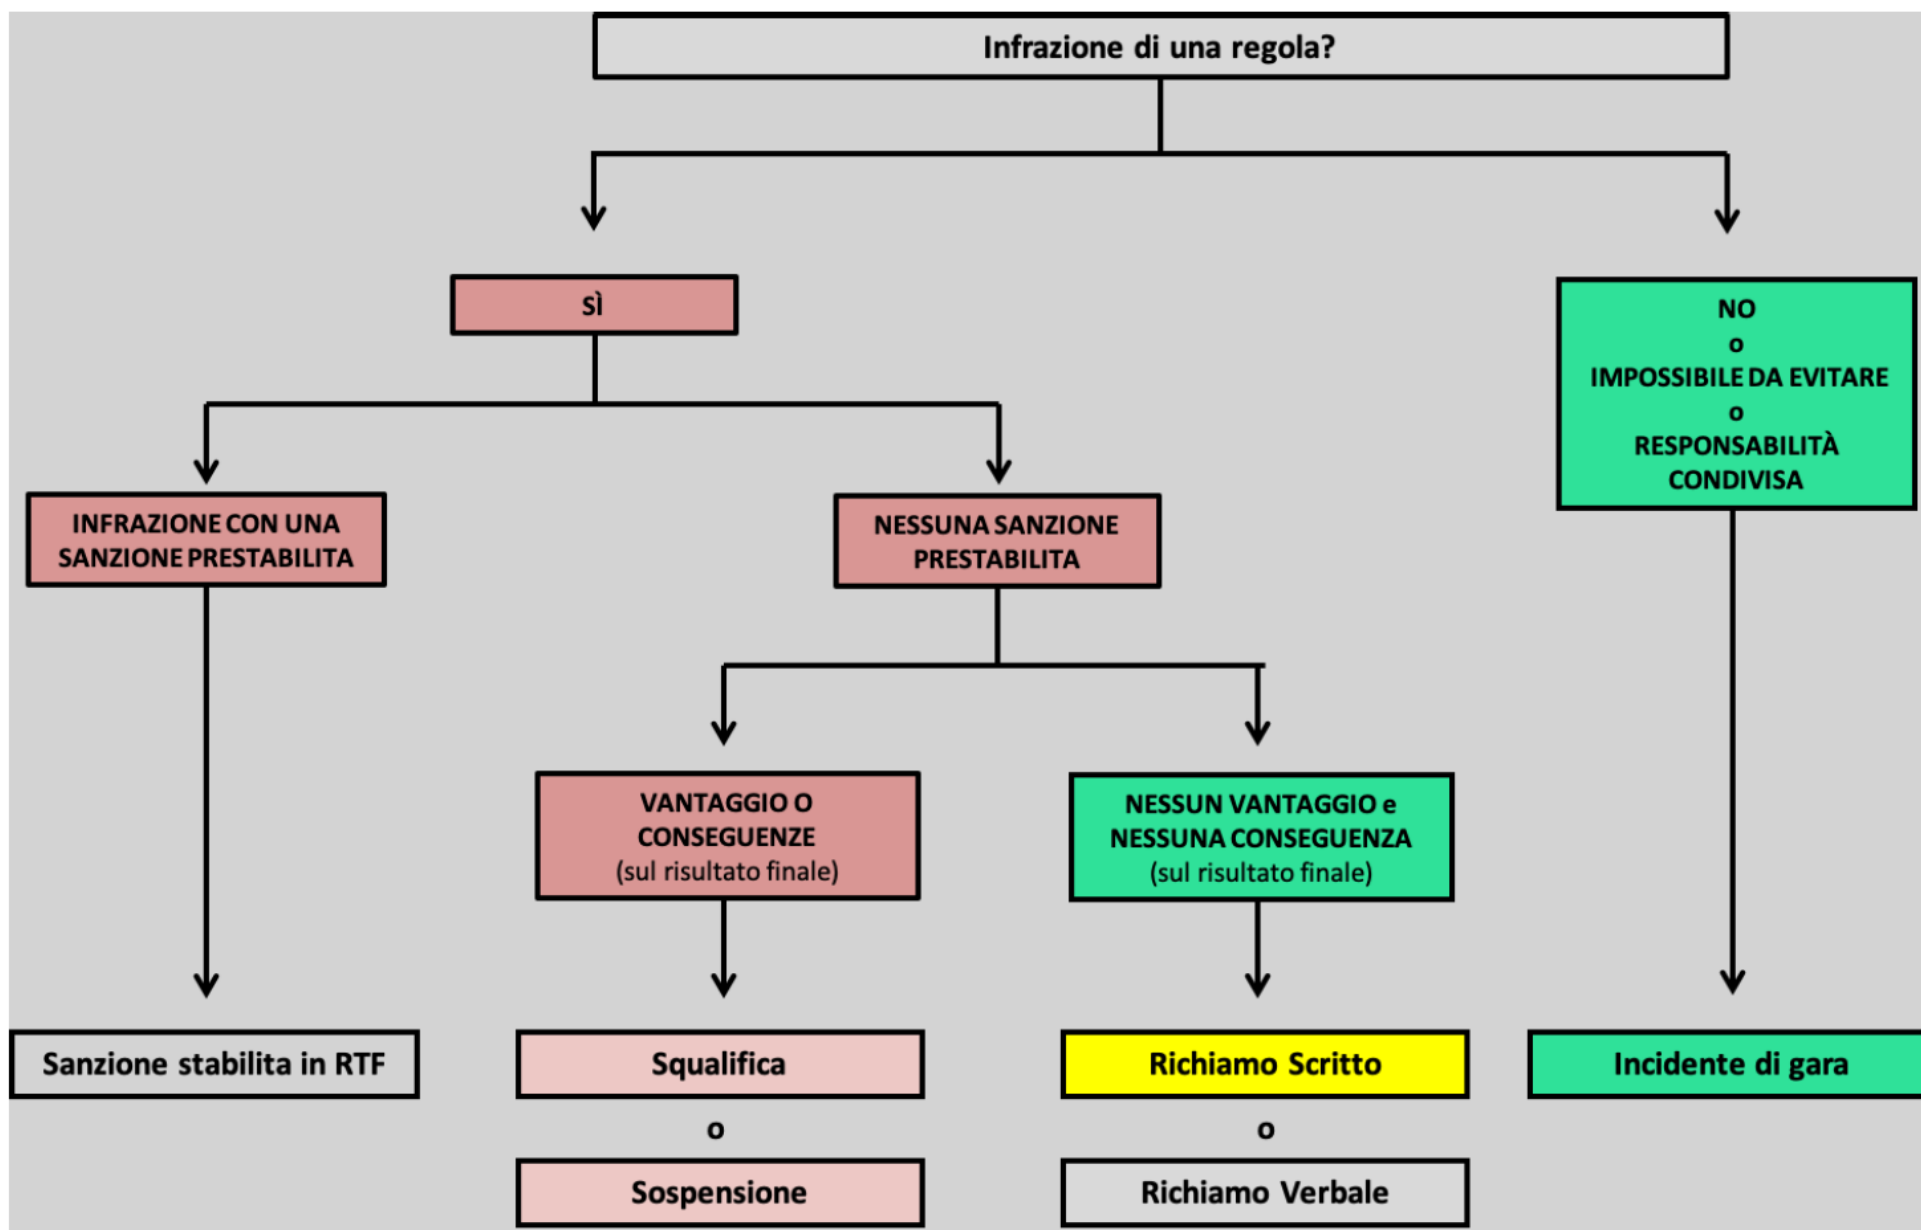 Infrazione di una regola?
SÌ
NO
o
IMPOSSIBILE DA EVITARE
o
RESPONSABILITÀ
CONDIVISA
INFRAZIONE CON UNA
SANZIONE PRESTABILITA
NESSUNA SANZIONE
PRESTABILITA
VANTAGGIO O
CONSEGUENZE
(sul risultato finale)
NESSUN VANTAGGIO e
NESSUNA CONSEGUENZA
(sul risultato finale)
Sanzione stabilita in RTF
Squalifica
o
Sospensione
Richiamo Scritto
o
Richiamo Verbale
Incidente di gara